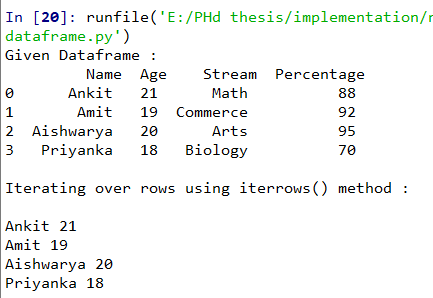 In [20]: runfile('E:/PHd thesis/implementation/
dataframe.py')
Given Dataframe :
        Name  Age    Stream  Percentage
0      Ankit   21      Math          88
1       Amit   19  Commerce          92
2  Aishwarya   20      Arts          95
3   Priyanka   18   Biology          70
Iterating over rows using iterrows() method :
Ankit 21
Amit 19
Aishwarya 20
Priyanka 18